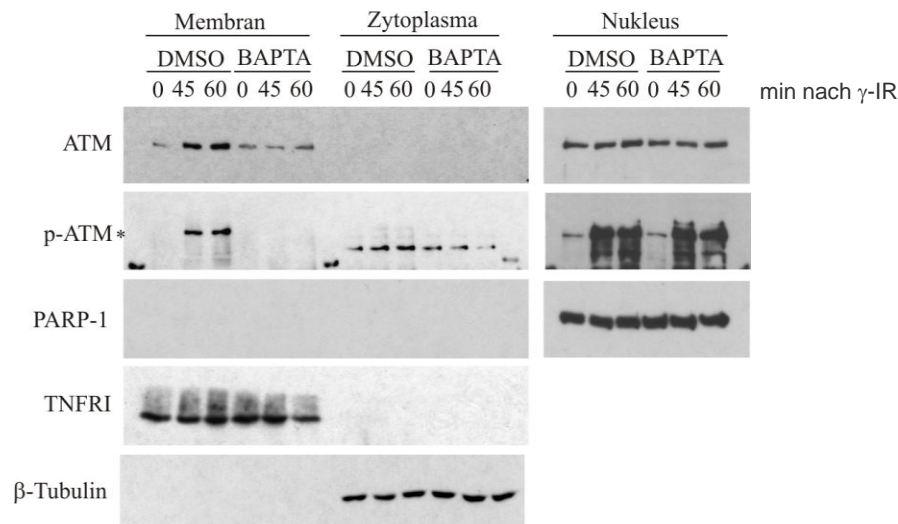 Membran Zytoplasma Nukleus
DMSO BAPTA DMSO BAPTA DMSO BAPTA
0 45 60 0 45 60 0 45 60 0 45 60 0 45 60 0 45 60 min nach γ-IR
ATM
p-ATM*
PARP-1
TNFRI
β-Tubulin